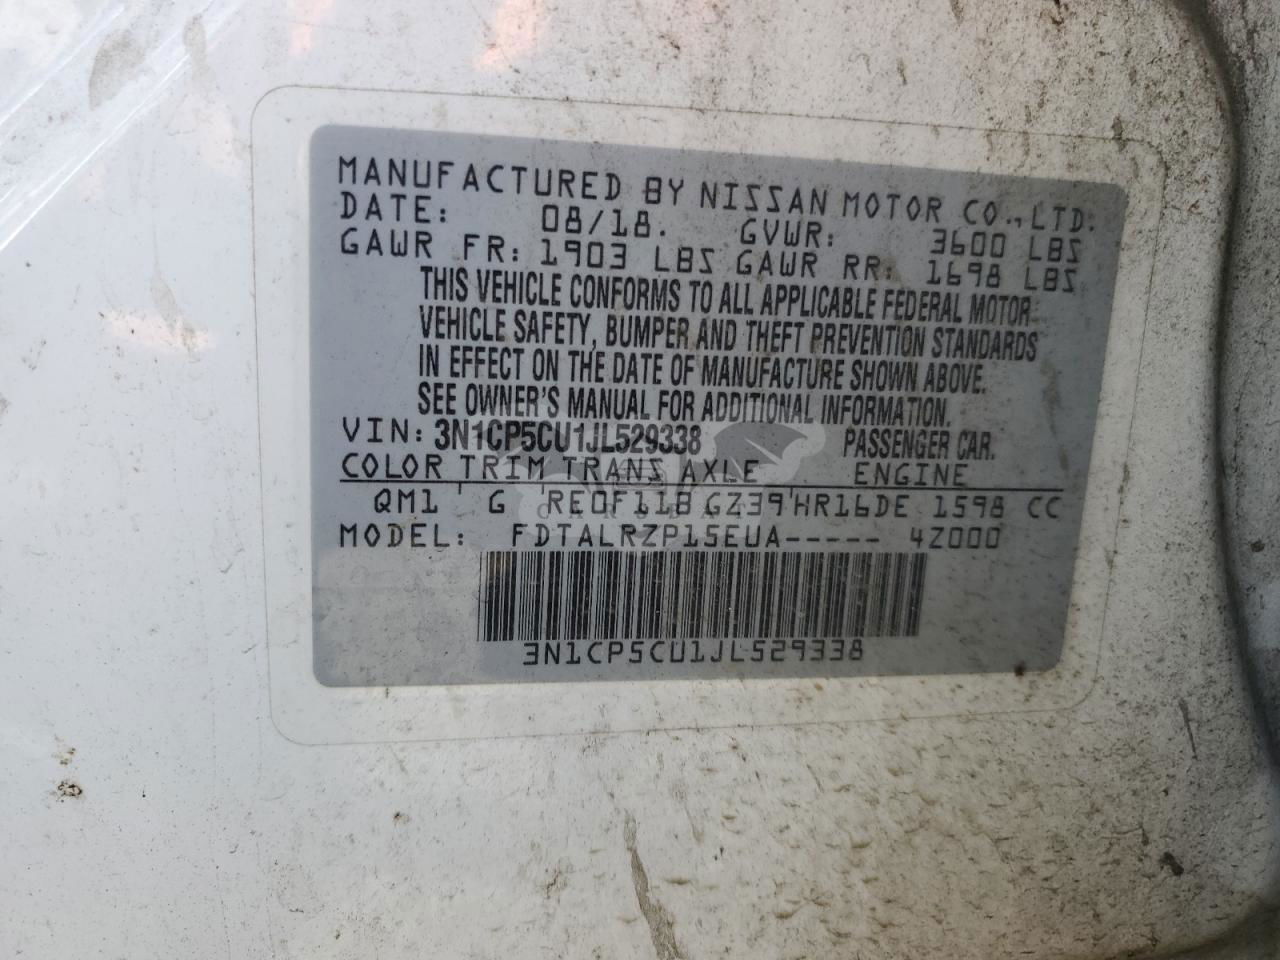 MANUFACTURED BY NISSAN MOTOR CO.,LTD.
DATE: 08/18. GVWR: 3600 LBS
GAWR FR: 1903 LBS GAWR RR: 1698 LBS
THIS VEHICLE CONFORMS TO ALL APPLICABLE FEDERAL MOTOR
VEHICLE SAFETY, BUMPER AND THEFT PREVENTION STANDARDS
IN EFFECT ON THE DATE OF MANUFACTURE SHOWN ABOVE.
SEE OWNER'S MANUAL FOR ADDITIONAL INFORMATION.
VIN: 3N1CP5CU1JL529338 PASSENGER CAR.
COLOR TRIM TRANS AXLE ENGINE
QM1 ' G 'RE0F11B GZ39'HR16DE 1598 CC
MODEL: FDTALRZP15EUA----- 4Z000
3N1CP5CU1JL529338